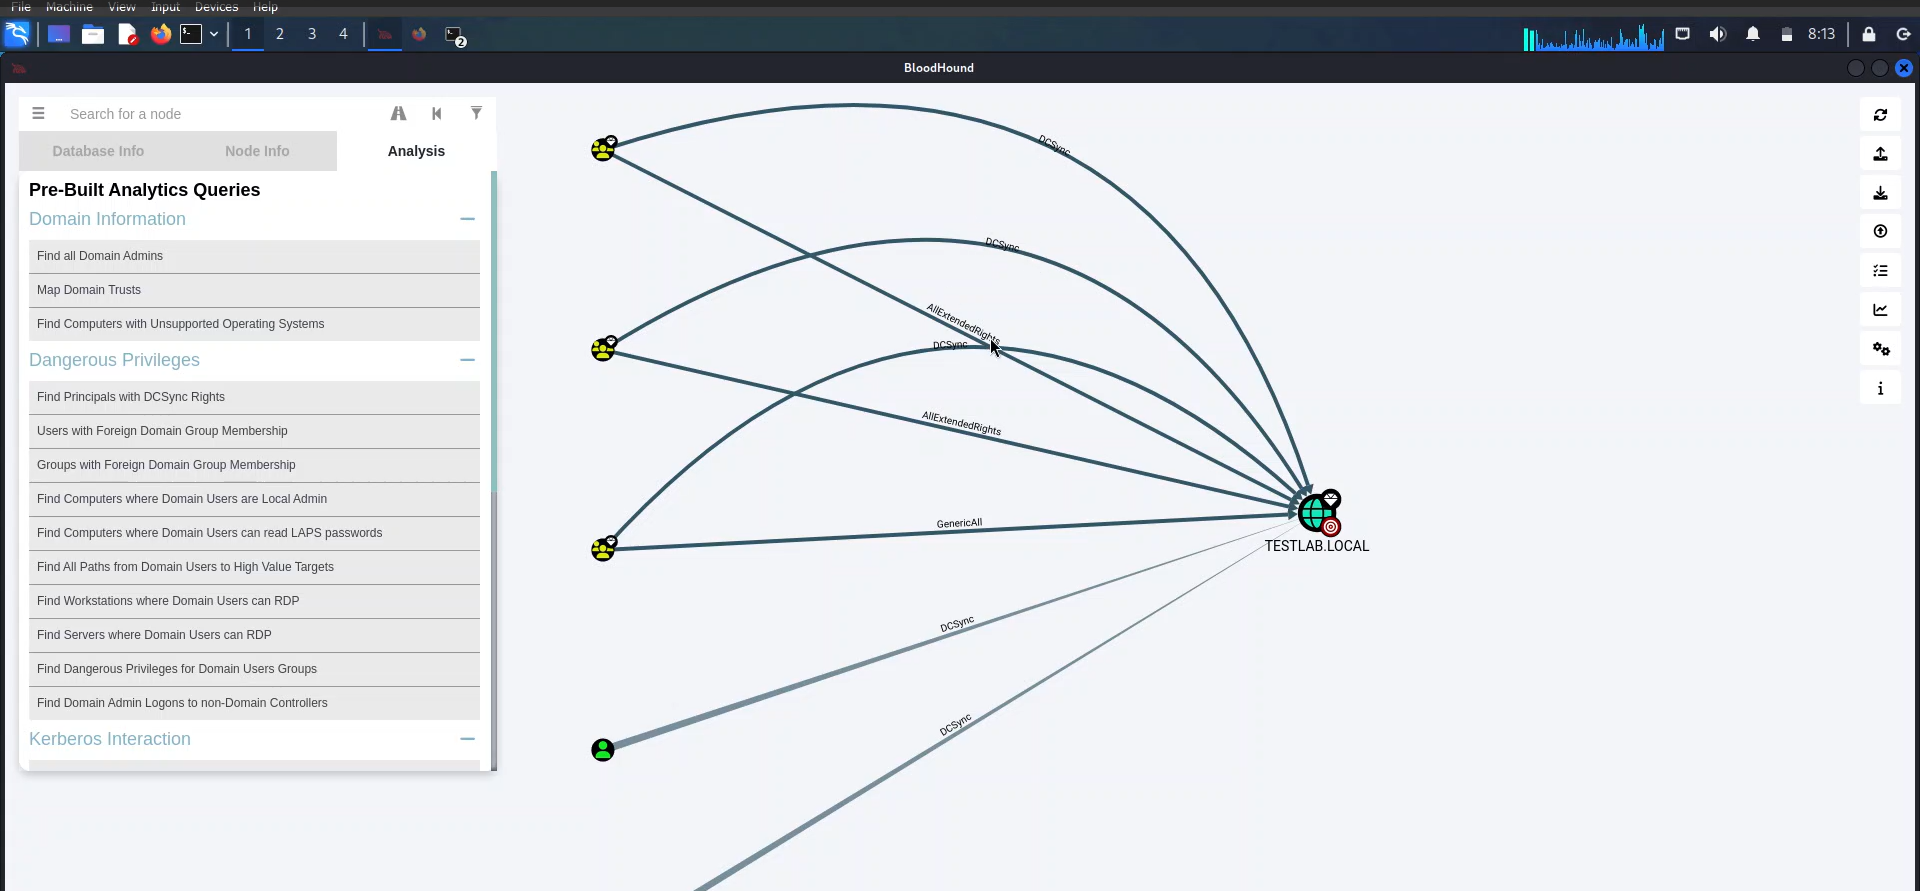 File Machine View Input Devices Help
1 2 3 4
2
8:13
BloodHound
Search for a node
Database Info Node Info Analysis
Pre-Built Analytics Queries
Domain Information
Find all Domain Admins
Map Domain Trusts
Find Computers with Unsupported Operating Systems
Dangerous Privileges
Find Principals with DCSync Rights
Users with Foreign Domain Group Membership
Groups with Foreign Domain Group Membership
Find Computers where Domain Users are Local Admin
Find Computers where Domain Users can read LAPS passwords
Find All Paths from Domain Users to High Value Targets
Find Workstations where Domain Users can RDP
Find Servers where Domain Users can RDP
Find Dangerous Privileges for Domain Users Groups
Find Domain Admin Logons to non-Domain Controllers
Kerberos Interaction
DCSync
DCSync
AllExtendedRights
DCSync
AllExtendedRights
GenericAll
TESTLAB.LOCAL
DCSync
DCSync